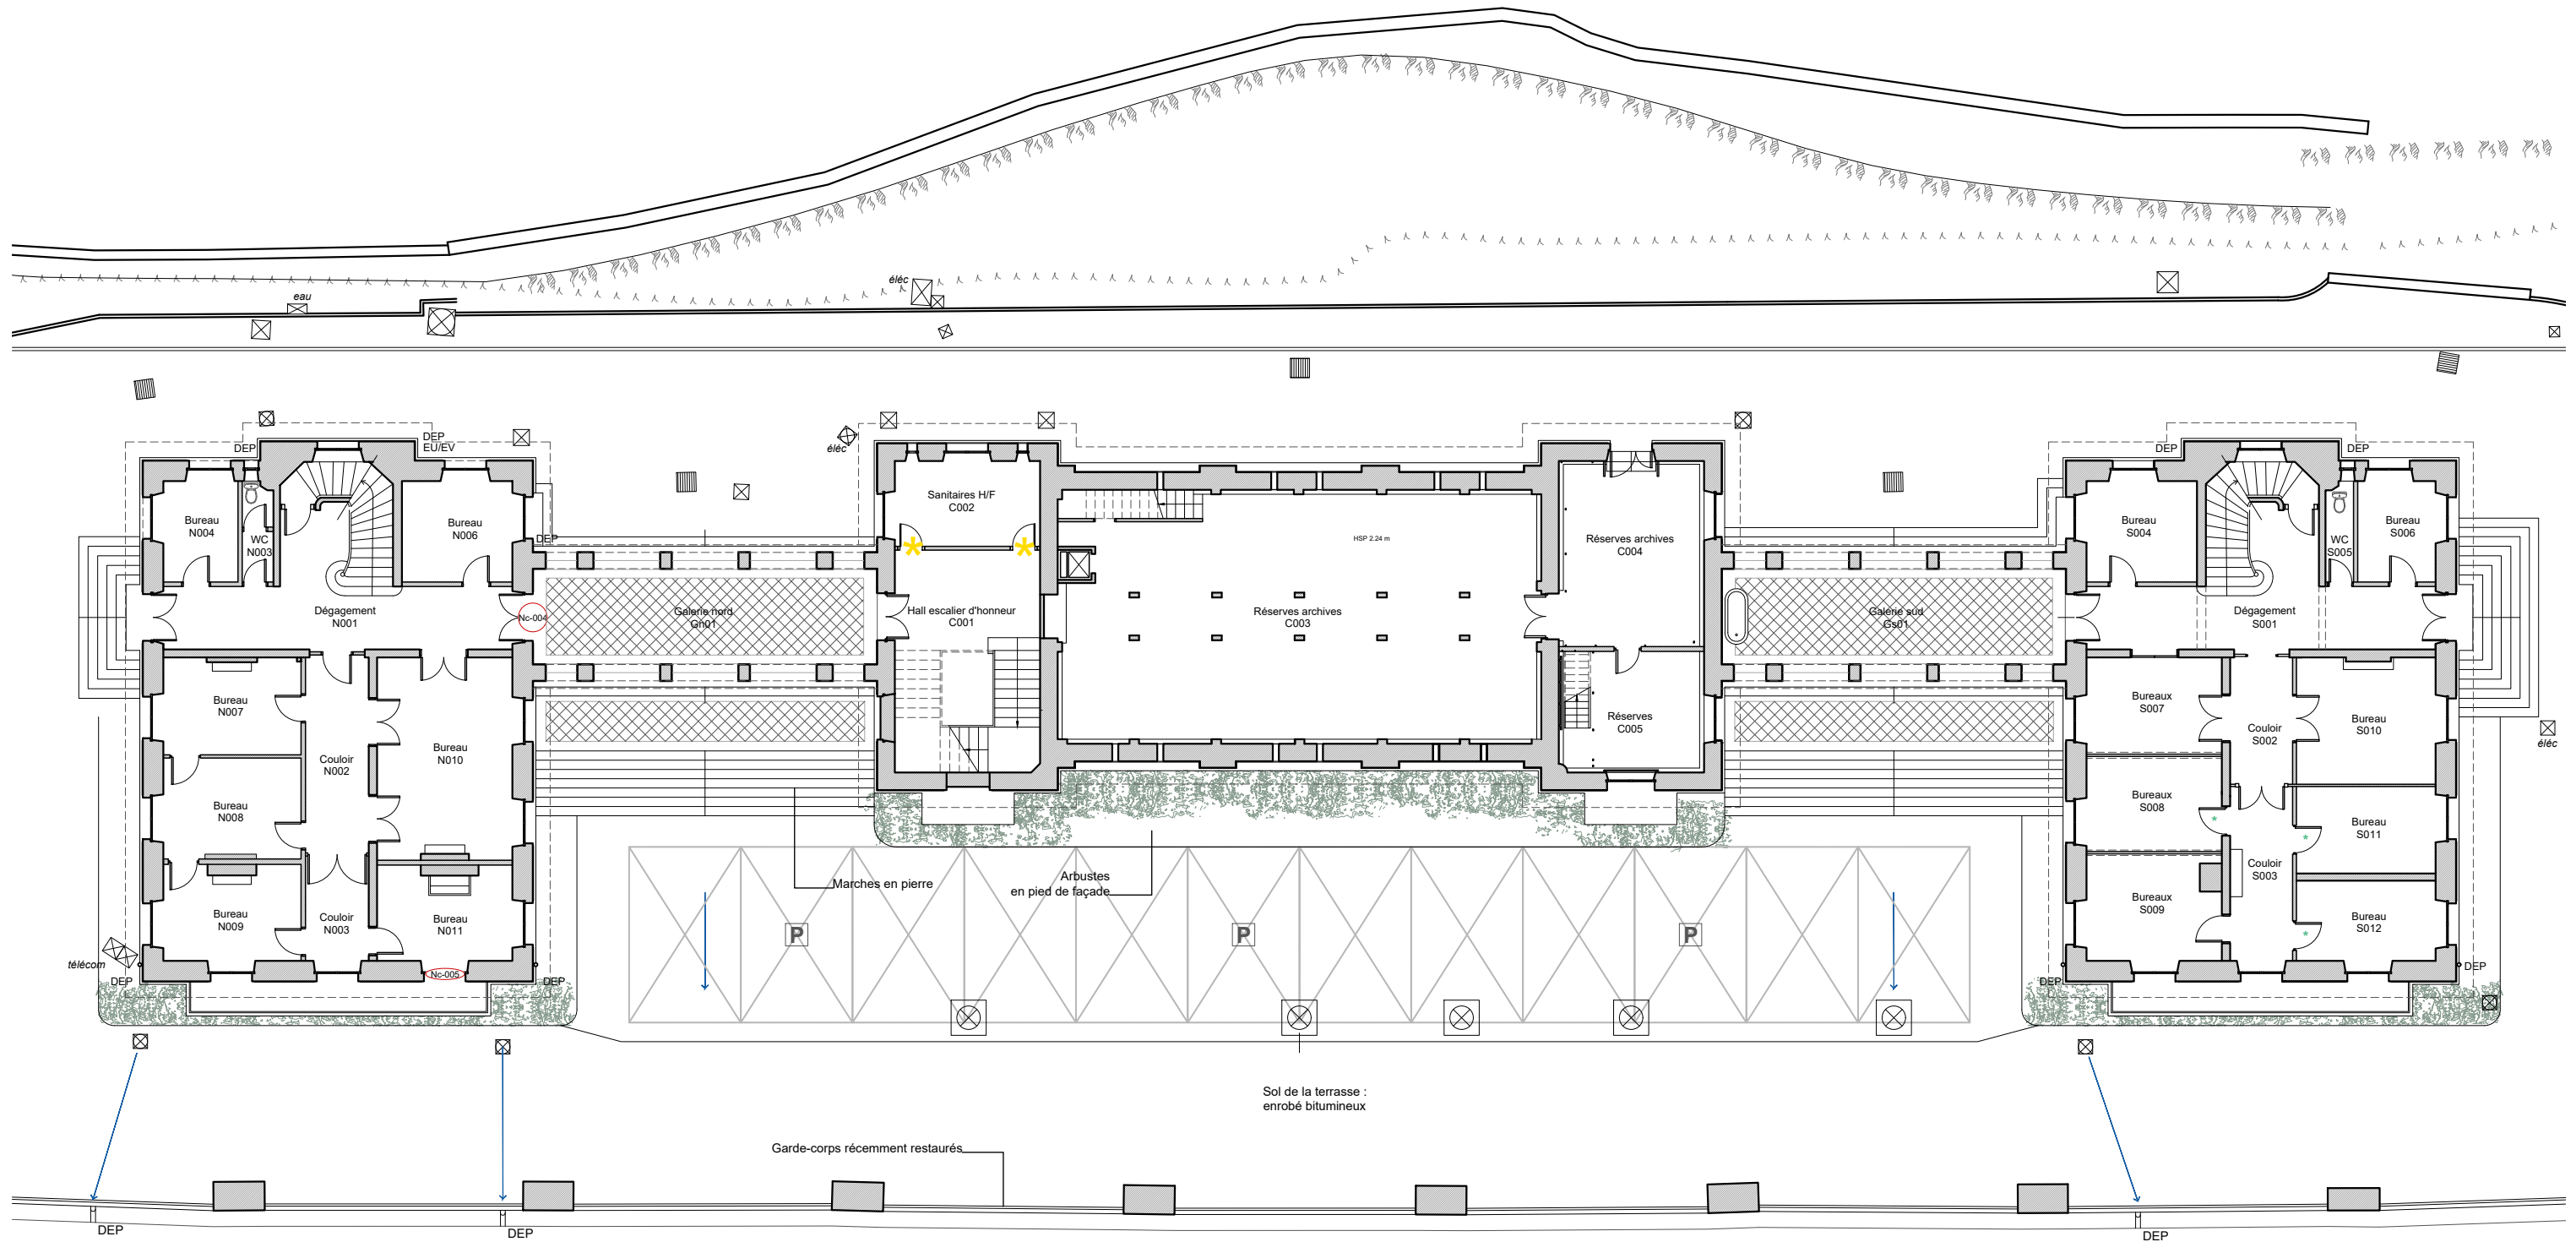 éléc
eau
DEP
EU/EV
DEP
éléc
DEP
DEP
Bureau
N004
WC
N003
Bureau
N006
DEP
Sanitaires H/F
C002
HSP 2.24 m
Réserves archives
C004
Bureau
S004
WC
S005
Bureau
S006
Dégagement
N001
Nc-004
Galerie nord
Gn01
Hall escalier d'honneur
C001
Réserves archives
C003
Galerie sud
Gs01
Dégagement
S001
Bureau
N007
Couloir
N002
Bureau
N010
Réserves
C005
Bureaux
S007
Couloir
S002
Bureau
S010
éléc
Bureau
N008
Bureaux
S008
Bureau
S011
Marches en pierre
Arbustes
en pied de façade
Couloir
S003
Bureau
N009
Couloir
N003
Bureau
N011
P
P
P
Bureaux
S009
Bureau
S012
télécom
DEP
Nc-005
DEP
DEP
DEP
Sol de la terrasse :
enrobé bitumineux
Garde-corps récemment restaurés
DEP
DEP
DEP